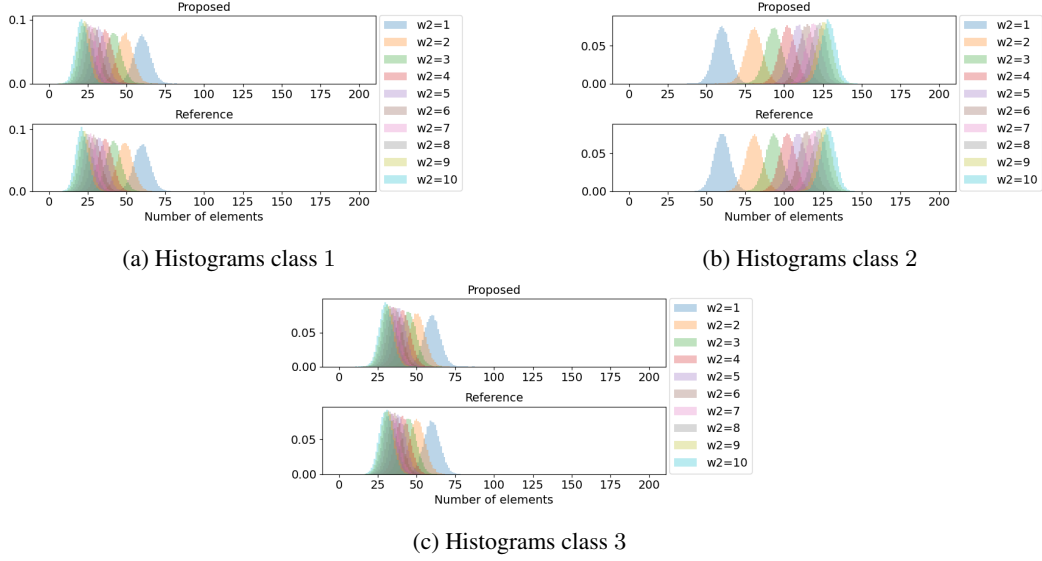 Proposed
0.1
0.0
0 25 50 75 100 125 150 175 200
Reference
0.1
0.0
0 25 50 75 100 125 150 175 200
Number of elements
w2=1
w2=2
w2=3
w2=4
w2=5
w2=6
w2=7
w2=8
w2=9
w2=10
(a) Histograms class 1
Proposed
0.05
0.00
0 25 50 75 100 125 150 175 200
Reference
0.05
0.00
0 25 50 75 100 125 150 175 200
Number of elements
w2=1
w2=2
w2=3
w2=4
w2=5
w2=6
w2=7
w2=8
w2=9
w2=10
(b) Histograms class 2
Proposed
0.05
0.00
0 25 50 75 100 125 150 175 200
Reference
0.05
0.00
0 25 50 75 100 125 150 175 200
Number of elements
w2=1
w2=2
w2=3
w2=4
w2=5
w2=6
w2=7
w2=8
w2=9
w2=10
(c) Histograms class 3